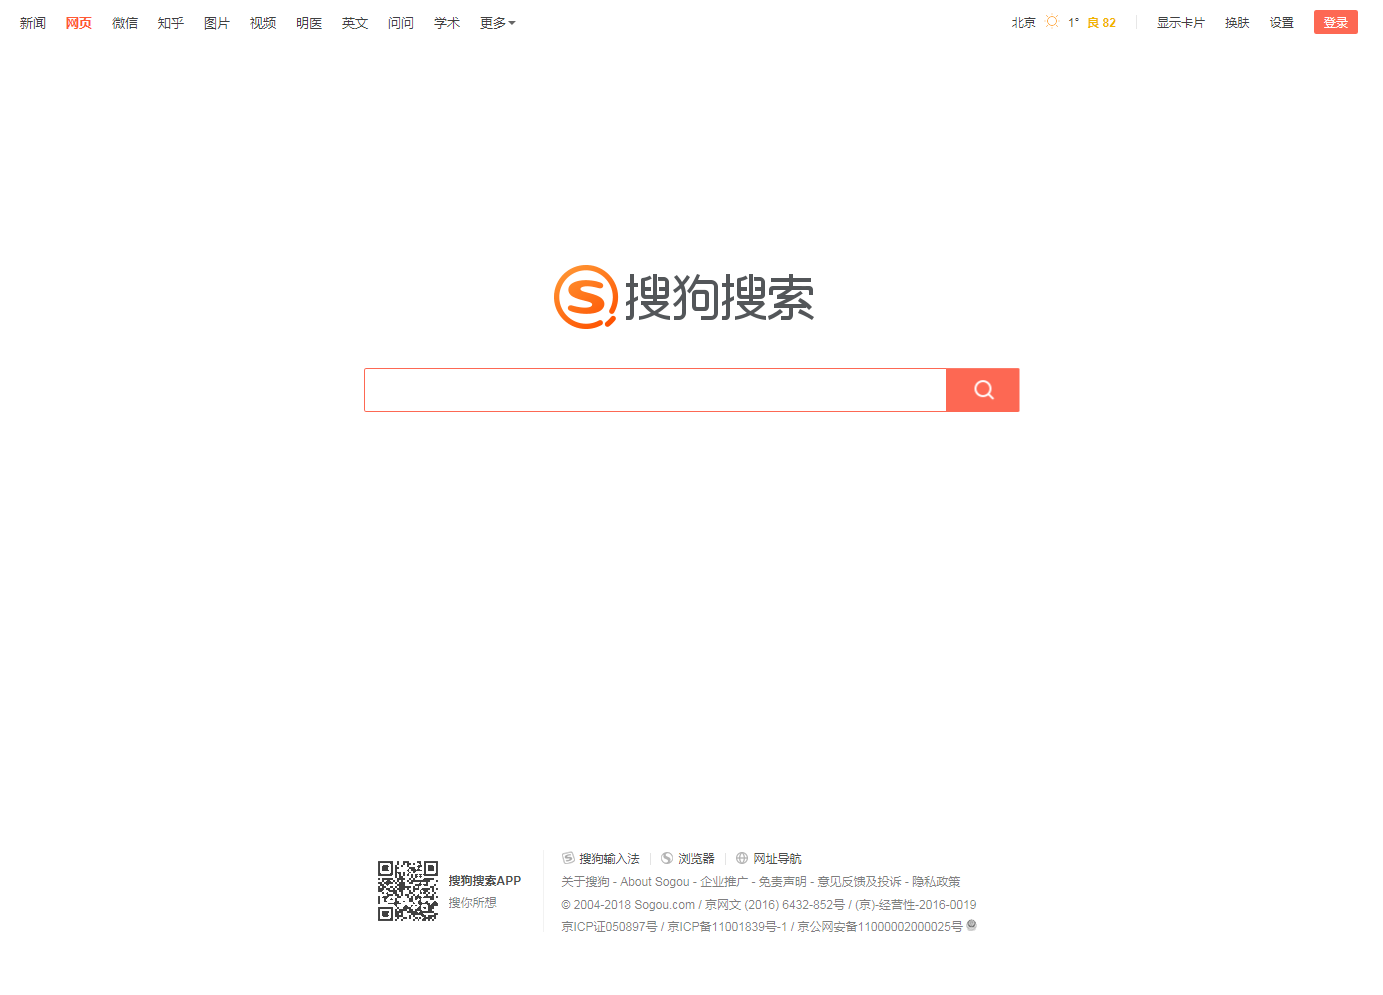 新闻 网页 微信 知乎 图片 视频 明医 英文 问问 学术 更多 北京 1° 良 82 显示卡片 换肤 设置 登录
搜狗搜索
搜狗输入法 浏览器 网址导航
搜狗搜索APP
搜你所想
关于搜狗 - About Sogou - 企业推广 - 免责声明 - 意见反馈及投诉 - 隐私政策
© 2004-2018 Sogou.com / 京网文 (2016) 6432-852号 / (京)-经营性-2016-0019
京ICP证050897号 / 京ICP备11001839号-1 / 京公网安备11000002000025号